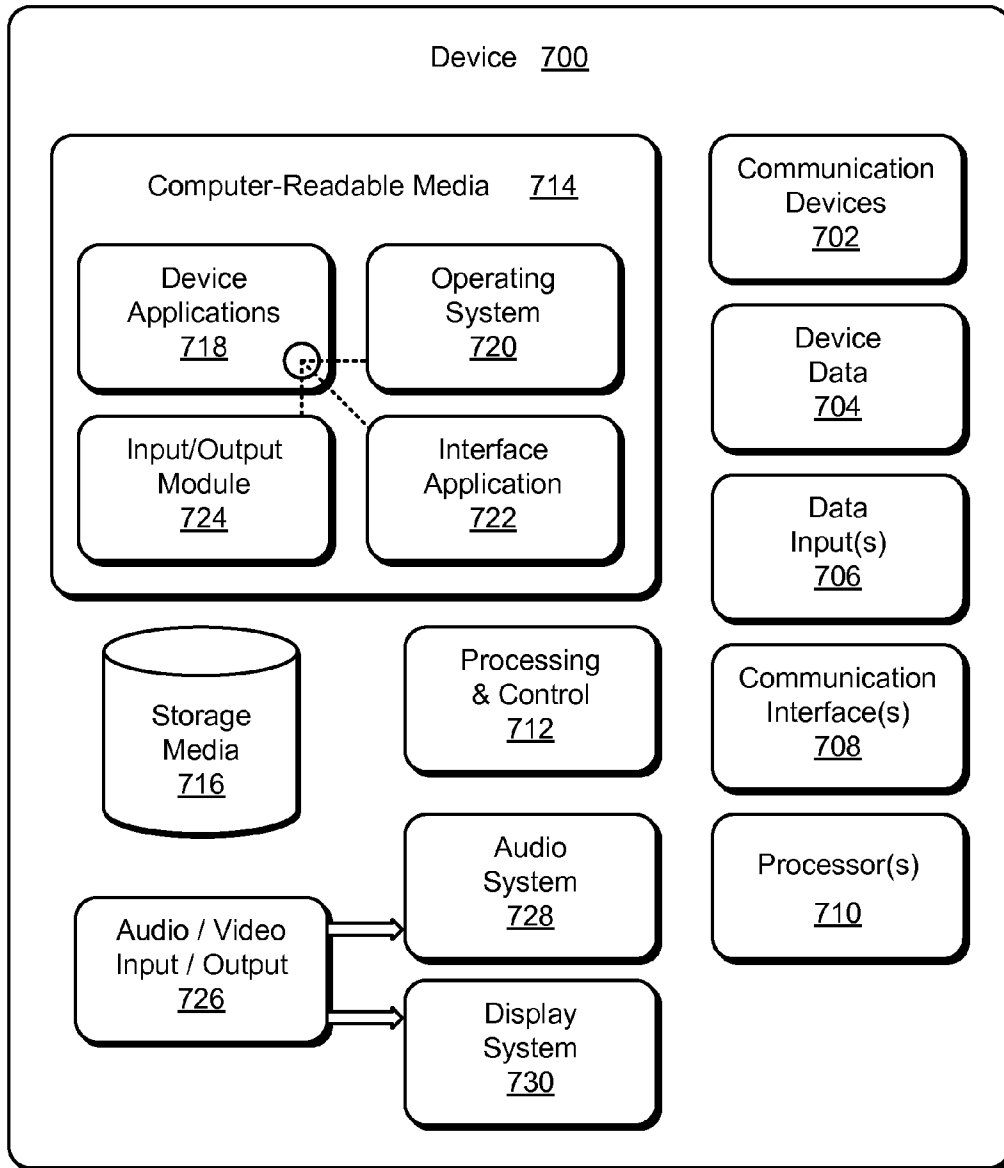 Device 700
Computer-Readable Media 714
Device
Applications
718
Operating
System
720
Input/Output
Module
724
Interface
Application
722
Storage
Media
716
Processing
& Control
712
Audio / Video
Input / Output
726
Audio
System
728
Display
System
730
Communication
Devices
702
Device
Data
704
Data
Input(s)
706
Communication
Interface(s)
708
Processor(s)
710